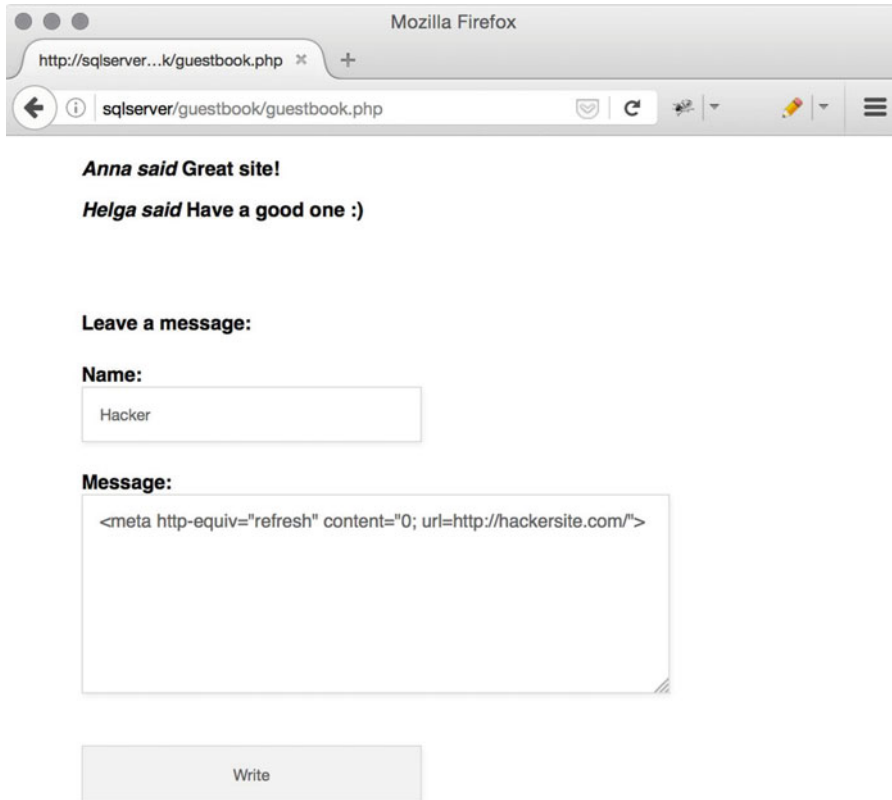 Mozilla Firefox
http://sqlserver...k/guestbook.php
sqlserver/guestbook/guestbook.php
Anna said Great site!
Helga said Have a good one :)
Leave a message:
Name:
Hacker
Message:
<meta http-equiv="refresh" content="0; url=http://hackersite.com/">
Write